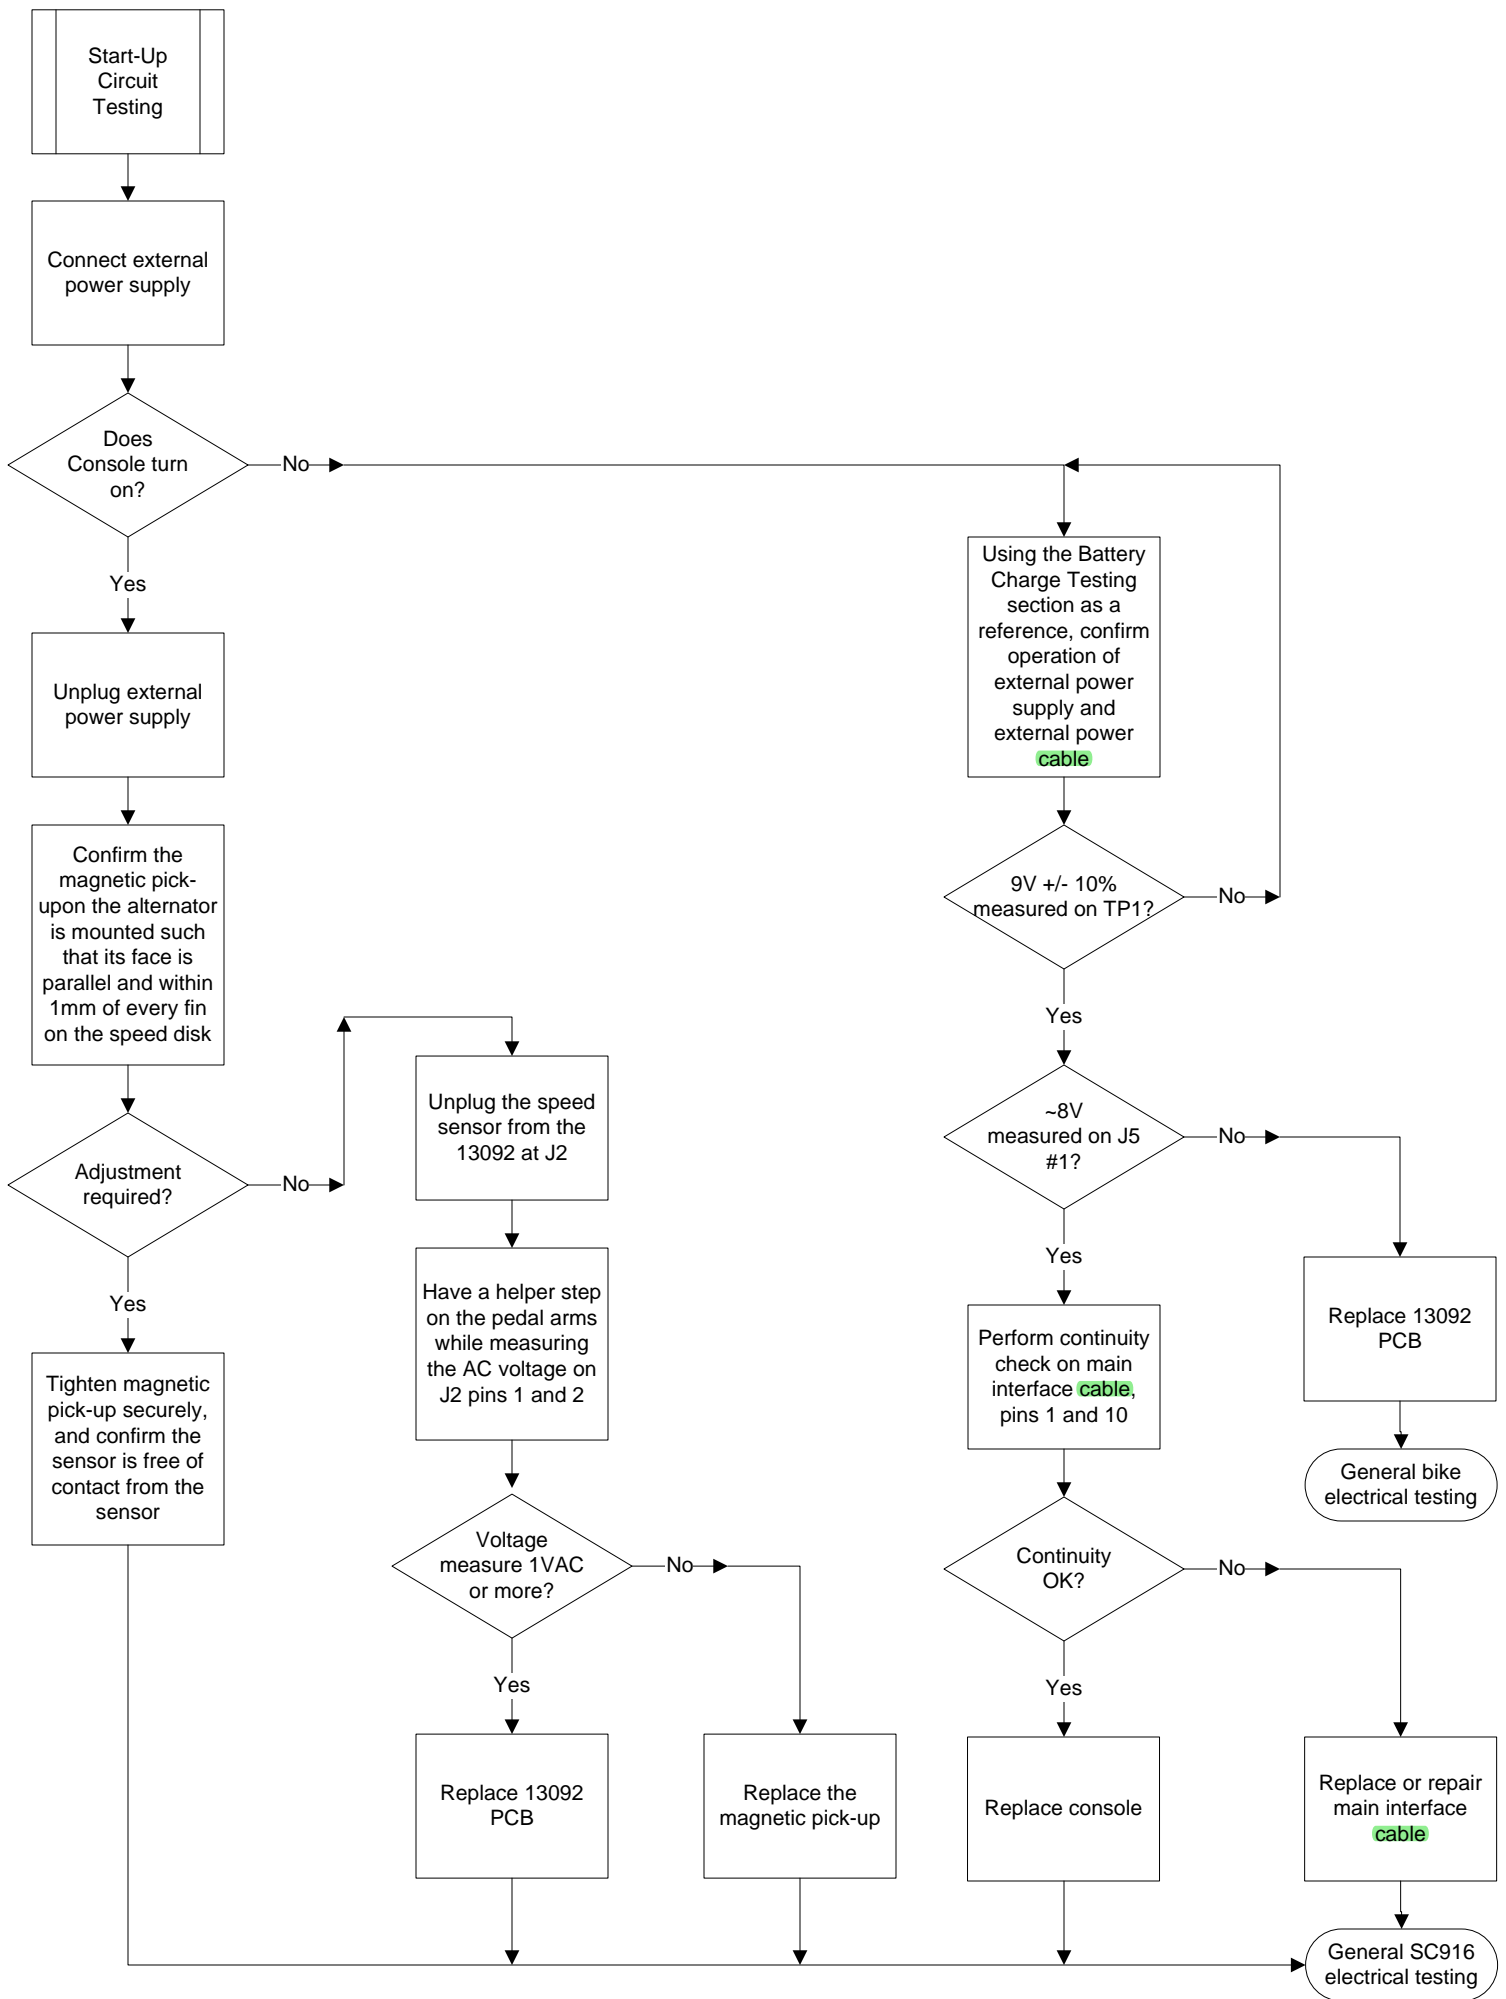 Start-Up
Circuit
Testing
Connect external
power supply
Does
Console turn
on?
No
Yes
Unplug external
power supply
Confirm the
magnetic pick-
upon the alternator
is mounted such
that its face is
parallel and within
1mm of every fin
on the speed disk
Adjustment
required?
No
Yes
Tighten magnetic
pick-up securely,
and confirm the
sensor is free of
contact from the
sensor
Unplug the speed
sensor from the
13092 at J2
Have a helper step
on the pedal arms
while measuring
the AC voltage on
J2 pins 1 and 2
Voltage
measure 1VAC
or more?
No
Yes
Replace 13092
PCB
Replace the
magnetic pick-up
Using the Battery
Charge Testing
section as a
reference, confirm
operation of
external power
supply and
external power
cable
9V +/- 10%
measured on TP1?
No
Yes
~8V
measured on J5
#1?
No
Yes
Perform continuity
check on main
interface cable,
pins 1 and 10
Replace 13092
PCB
General bike
electrical testing
Continuity
OK?
No
Yes
Replace console
Replace or repair
main interface
cable
General SC916
electrical testing